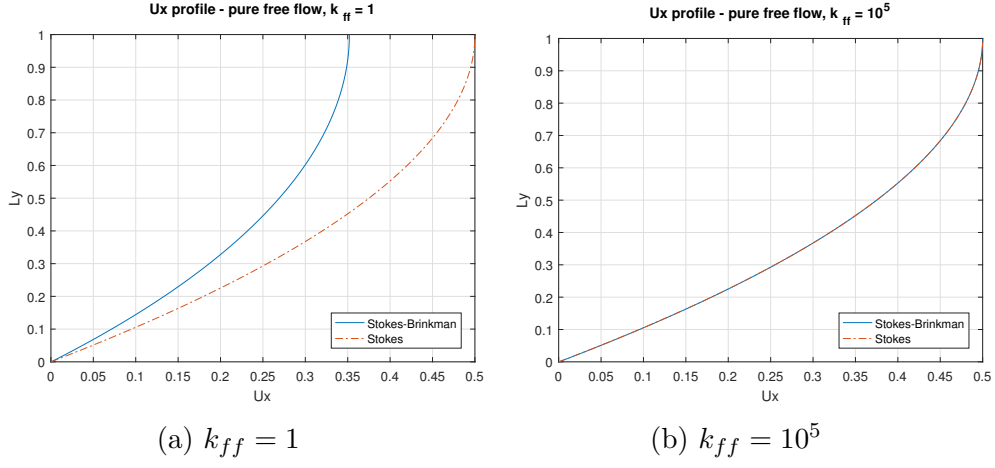 Ux profile - pure free flow, k ff = 1
1
0.9
0.8
0.7
0.6
0.5
0.4
0.3
0.2
0.1
0
Ly
0 0.05 0.1 0.15 0.2 0.25 0.3 0.35 0.4 0.45 0.5
Ux
Stokes-Brinkman
Stokes
(a) k_{ff} = 1
Ux profile - pure free flow, k ff = 10^5
1
0.9
0.8
0.7
0.6
0.5
0.4
0.3
0.2
0.1
0
Ly
0 0.05 0.1 0.15 0.2 0.25 0.3 0.35 0.4 0.45 0.5
Ux
Stokes-Brinkman
Stokes
(b) k_{ff} = 10^5